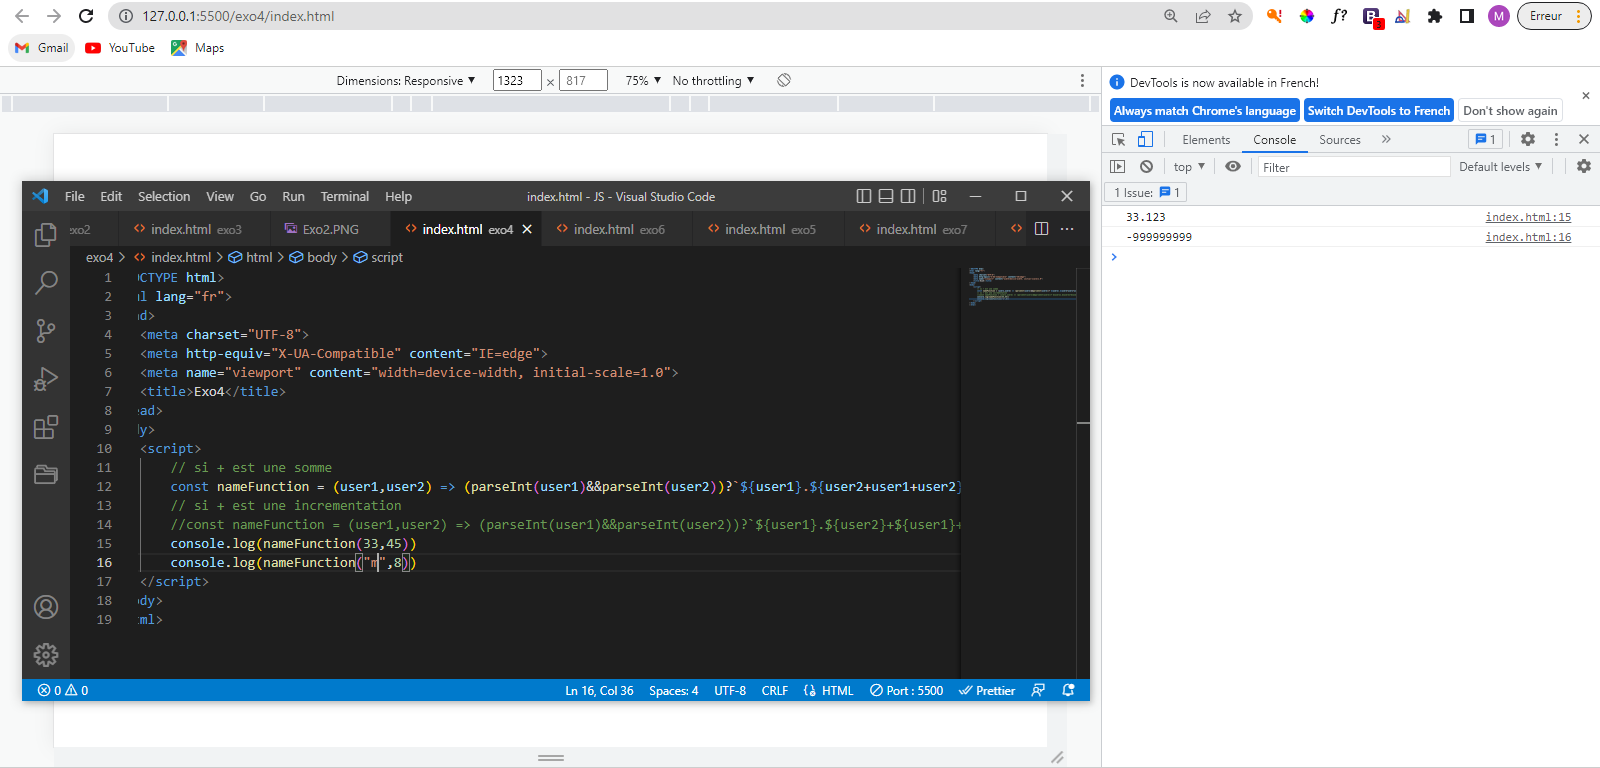 127.0.0.1:5500/exo4/index.html
M
Erreur
3
Gmail
YouTube
Maps
Dimensions: Responsive
1323
×
817
75%
No throttling
DevTools is now available in French!
Always match Chrome's language
Switch DevTools to French
Don't show again
Elements
Console
Sources
1
top
Filter
Default levels
1 Issue:
1
33.123
index.html:15
-999999999
index.html:16
File Edit Selection View Go Run Terminal Help
index.html - JS - Visual Studio Code
exo2
index.html exo3
Exo2.PNG
index.html exo4
index.html exo6
index.html exo5
index.html exo7
exo4 > index.html > html > body > script
1 OCTYPE html>
2 ml lang="fr">
3 ad>
4 <meta charset="UTF-8">
5 <meta http-equiv="X-UA-Compatible" content="IE=edge">
6 <meta name="viewport" content="width=device-width, initial-scale=1.0">
7 <title>Exo4</title>
8 ead>
9 dy>
10 <script>
11 // si + est une somme
12 const nameFunction = (user1,user2) => (parseInt(user1)&&parseInt(user2))?`${user1}.${user2+user1+user2}
13 // si + est une incrementation
14 //const nameFunction = (user1,user2) => (parseInt(user1)&&parseInt(user2))?`${user1}.${user2}+${user1}+
15 console.log(nameFunction(33,45))
16 console.log(nameFunction("m",8))
17 </script>
18 ody>
19 tml>
0
0
Ln 16, Col 36
Spaces: 4
UTF-8
CRLF
HTML
Port : 5500
Prettier